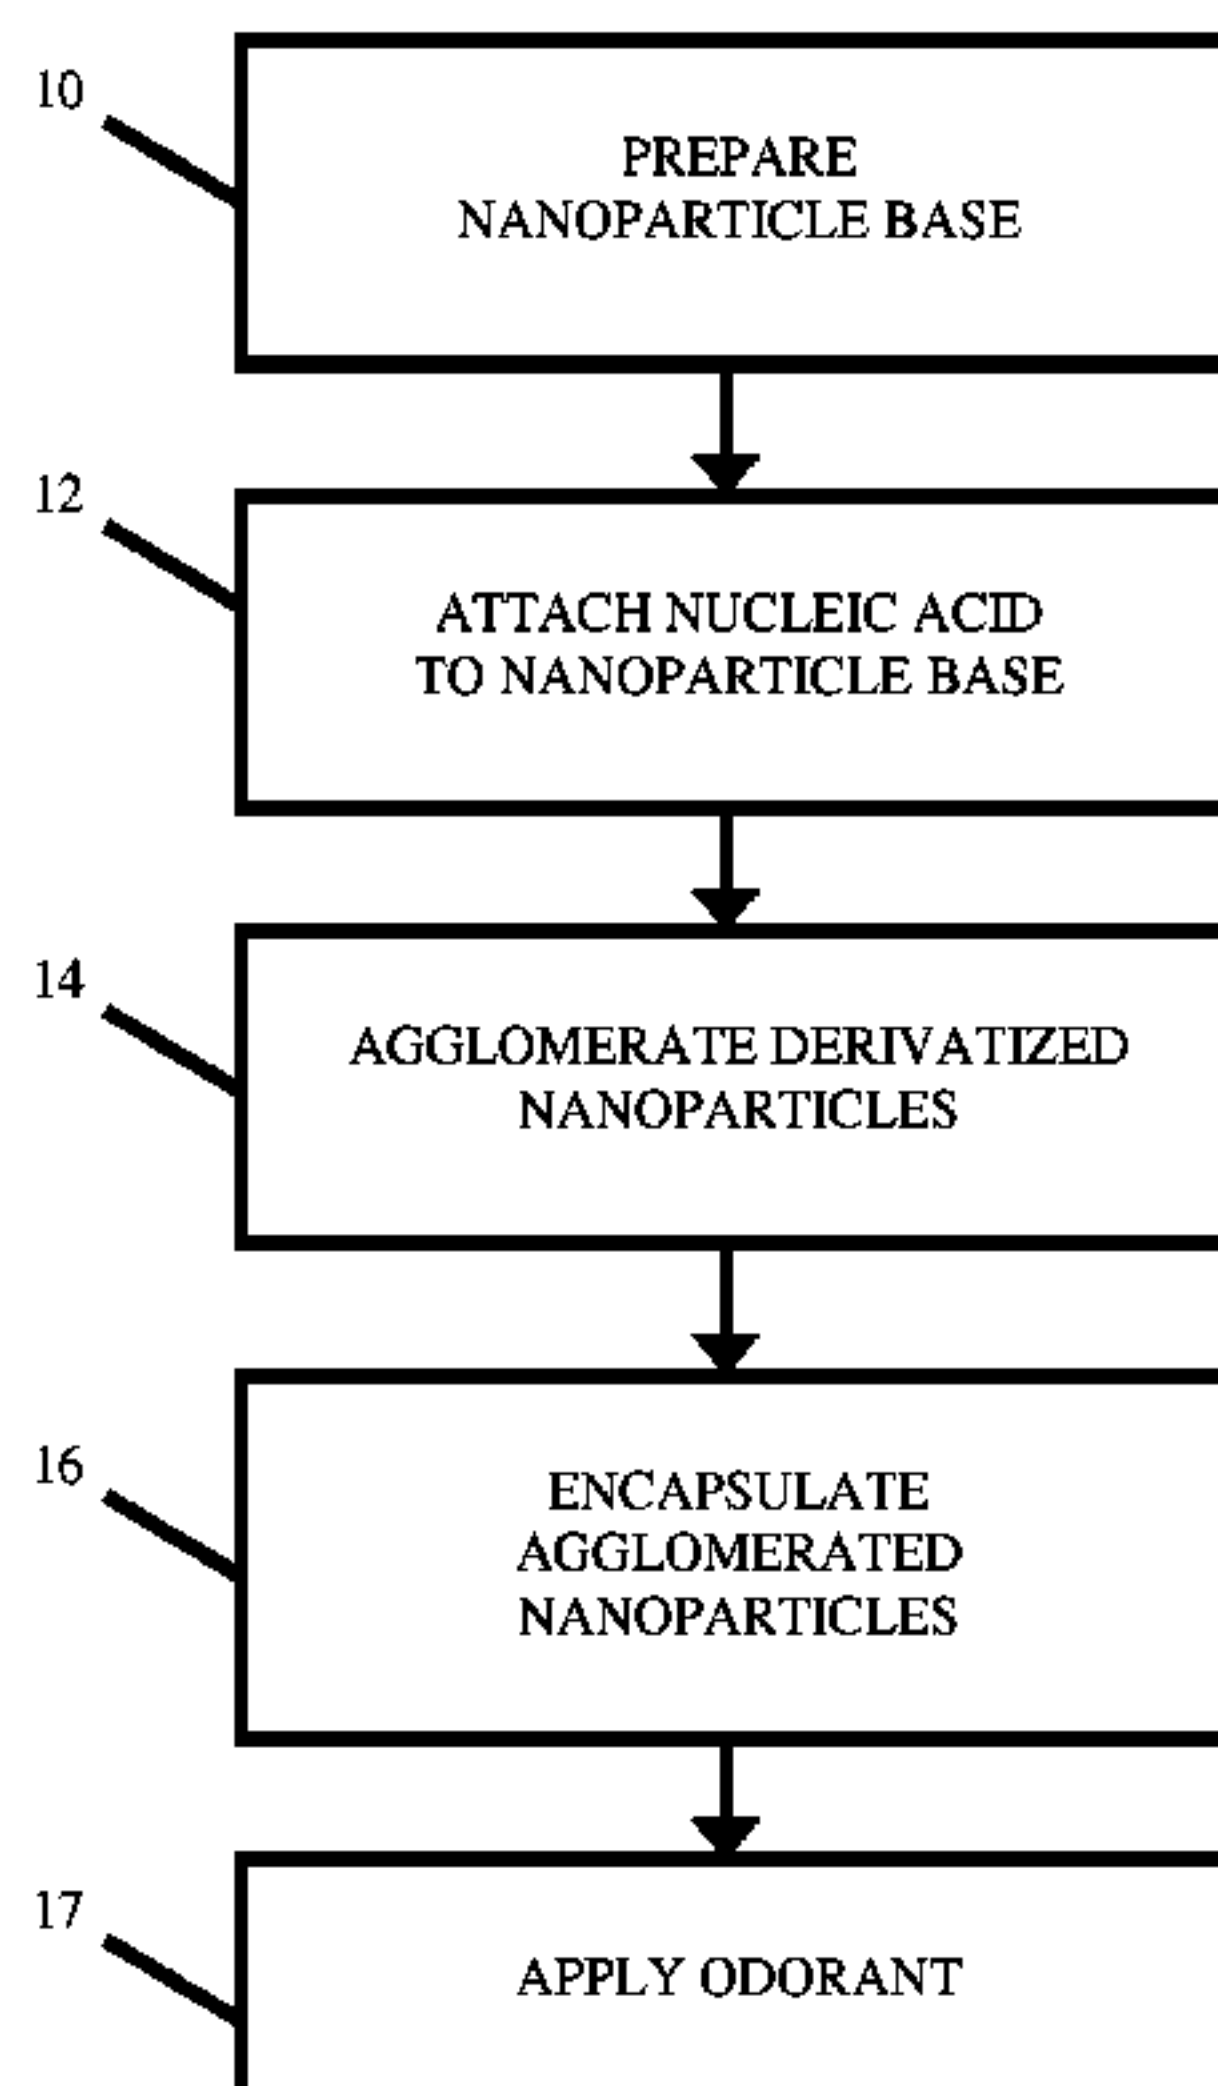 10
PREPARE
NANOPARTICLE BASE
12
ATTACH NUCLEIC ACID
TO NANOPARTICLE BASE
14
AGGLOMERATE DERIVATIZED
NANOPARTICLES
16
ENCAPSULATE
AGGLOMERATED
NANOPARTICLES
17
APPLY ODORANT